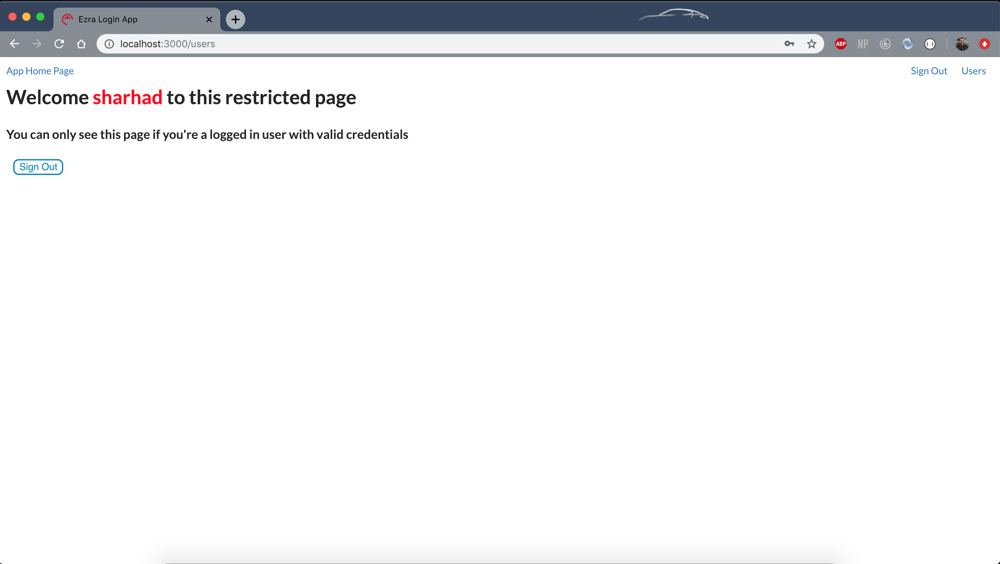 Ezra Login App
localhost:3000/users
ABP NP {...}
App Home Page Sign Out Users
Welcome sharhad to this restricted page
You can only see this page if you're a logged in user with valid credentials
Sign Out